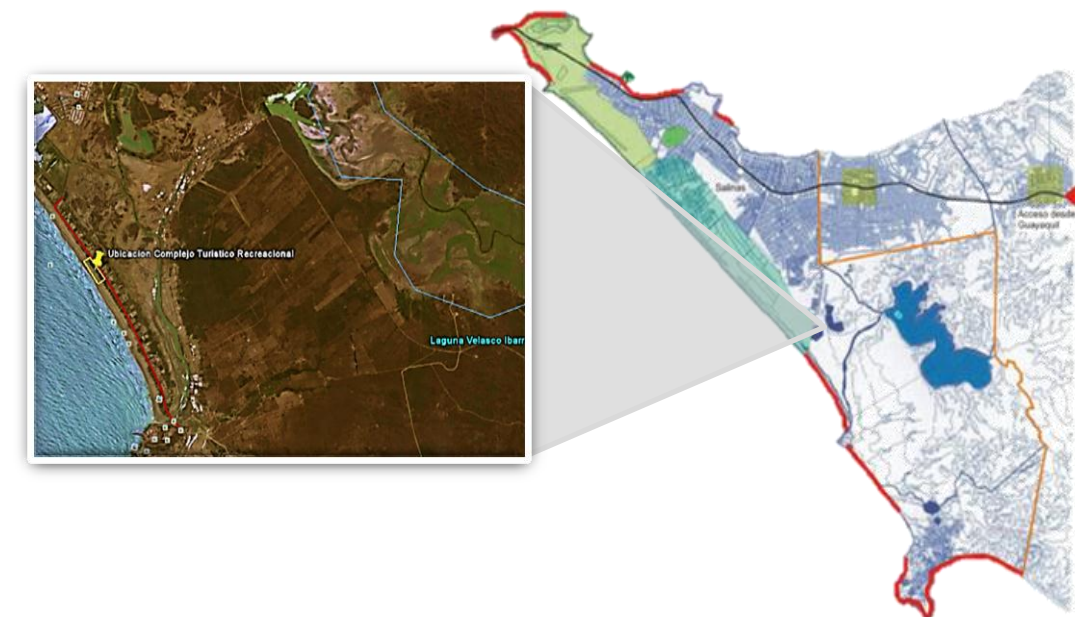 Ubicacion Complejo Turistico Recreacional
Laguna Velasco Ibarr
Salinas
Acceso desde
Guayaquil